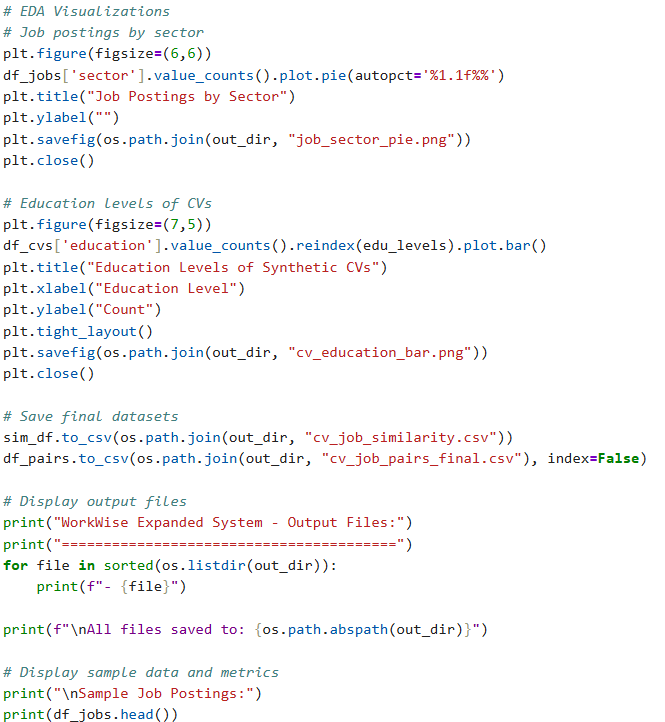 # EDA Visualizations
# Job postings by sector
plt.figure(figsize=(6,6))
df_jobs['sector'].value_counts().plot.pie(autopct='%1.1f%%')
plt.title("Job Postings by Sector")
plt.ylabel("")
plt.savefig(os.path.join(out_dir, "job_sector_pie.png"))
plt.close()

# Education levels of CVs
plt.figure(figsize=(7,5))
df_cvs['education'].value_counts().reindex(edu_levels).plot.bar()
plt.title("Education Levels of Synthetic CVs")
plt.xlabel("Education Level")
plt.ylabel("Count")
plt.tight_layout()
plt.savefig(os.path.join(out_dir, "cv_education_bar.png"))
plt.close()

# Save final datasets
sim_df.to_csv(os.path.join(out_dir, "cv_job_similarity.csv"))
df_pairs.to_csv(os.path.join(out_dir, "cv_job_pairs_final.csv"), index=False)

# Display output files
print("WorkWise Expanded System - Output Files:")
print("========================================")
for file in sorted(os.listdir(out_dir)):
    print(f"- {file}")

print(f"\nAll files saved to: {os.path.abspath(out_dir)}")

# Display sample data and metrics
print("\nSample Job Postings:")
print(df_jobs.head())